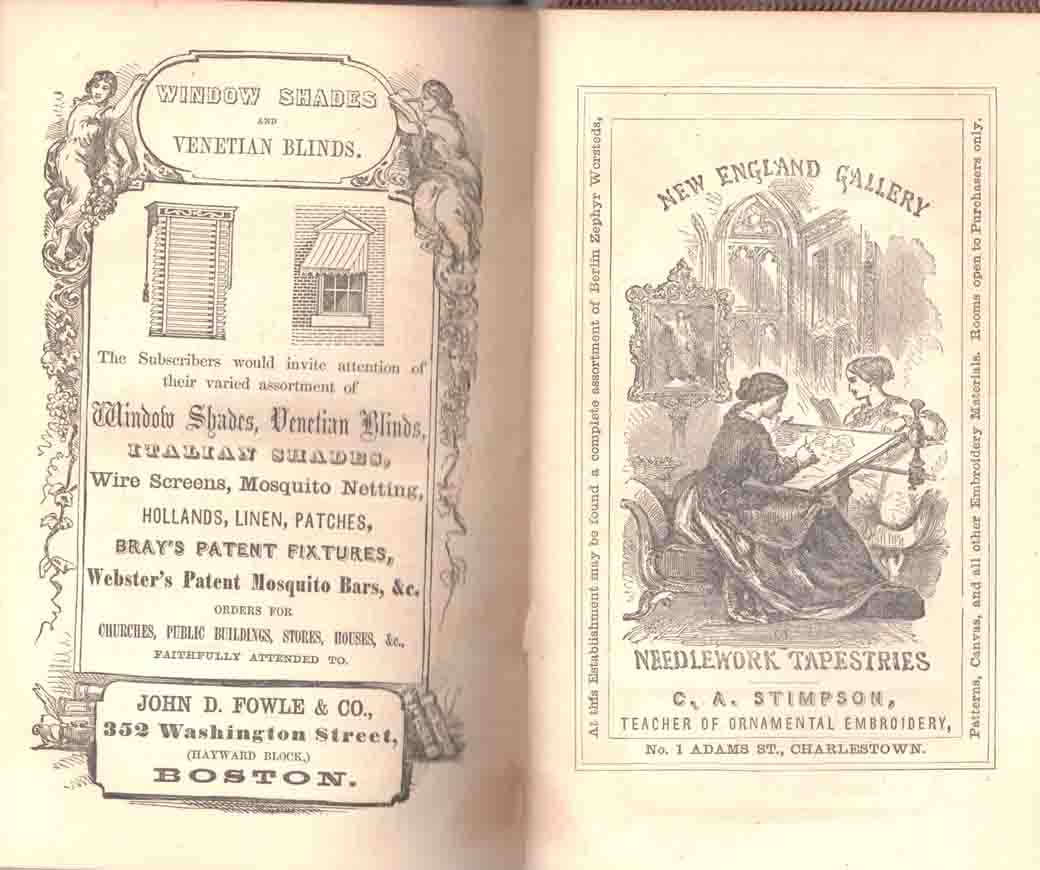 WINDOW SHADES
AND
VENETIAN BLINDS.
The Subscribers would invite attention of
their varied assortment of
Window Shades, Venetian Blinds,
ITALIAN SHADES,
Wire Screens, Mosquito Netting,
HOLLANDS, LINEN, PATCHES,
BRAY'S PATENT FIXTURES,
Webster's Patent Mosquito Bars, &c.
ORDERS FOR
CHURCHES, PUBLIC BUILDINGS, STORES, HOUSES, &c.,
FAITHFULLY ATTENDED TO.
JOHN D. FOWLE & CO.,
352 Washington Street,
(HAYWARD BLOCK,)
BOSTON.
At this Establishment may be found a complete assortment of Berlin Zephyr Worsteds,
NEW ENGLAND GALLERY
NEEDLEWORK TAPESTRIES
C. A. STIMPSON,
TEACHER OF ORNAMENTAL EMBROIDERY,
No. 1 ADAMS ST., CHARLESTOWN.
Patterns, Canvas, and all other Embroidery Materials. Rooms open to Purchasers only.